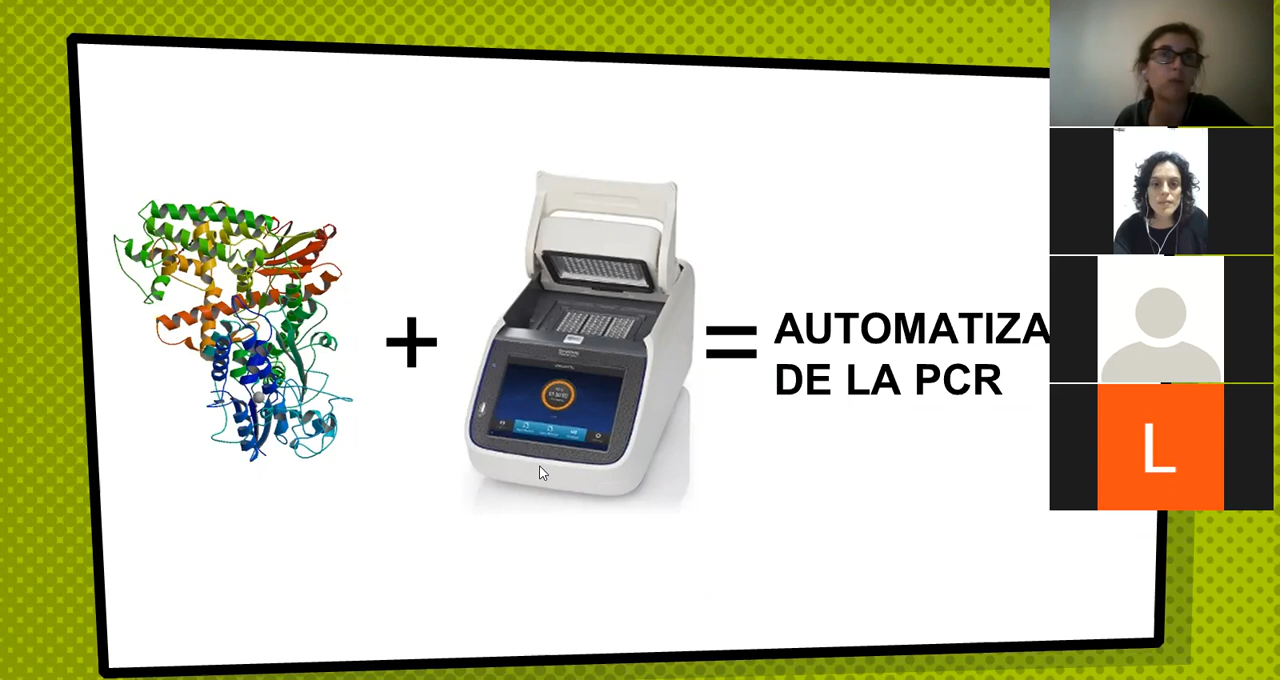 +
=
AUTOMATIZA
DE LA PCR
L